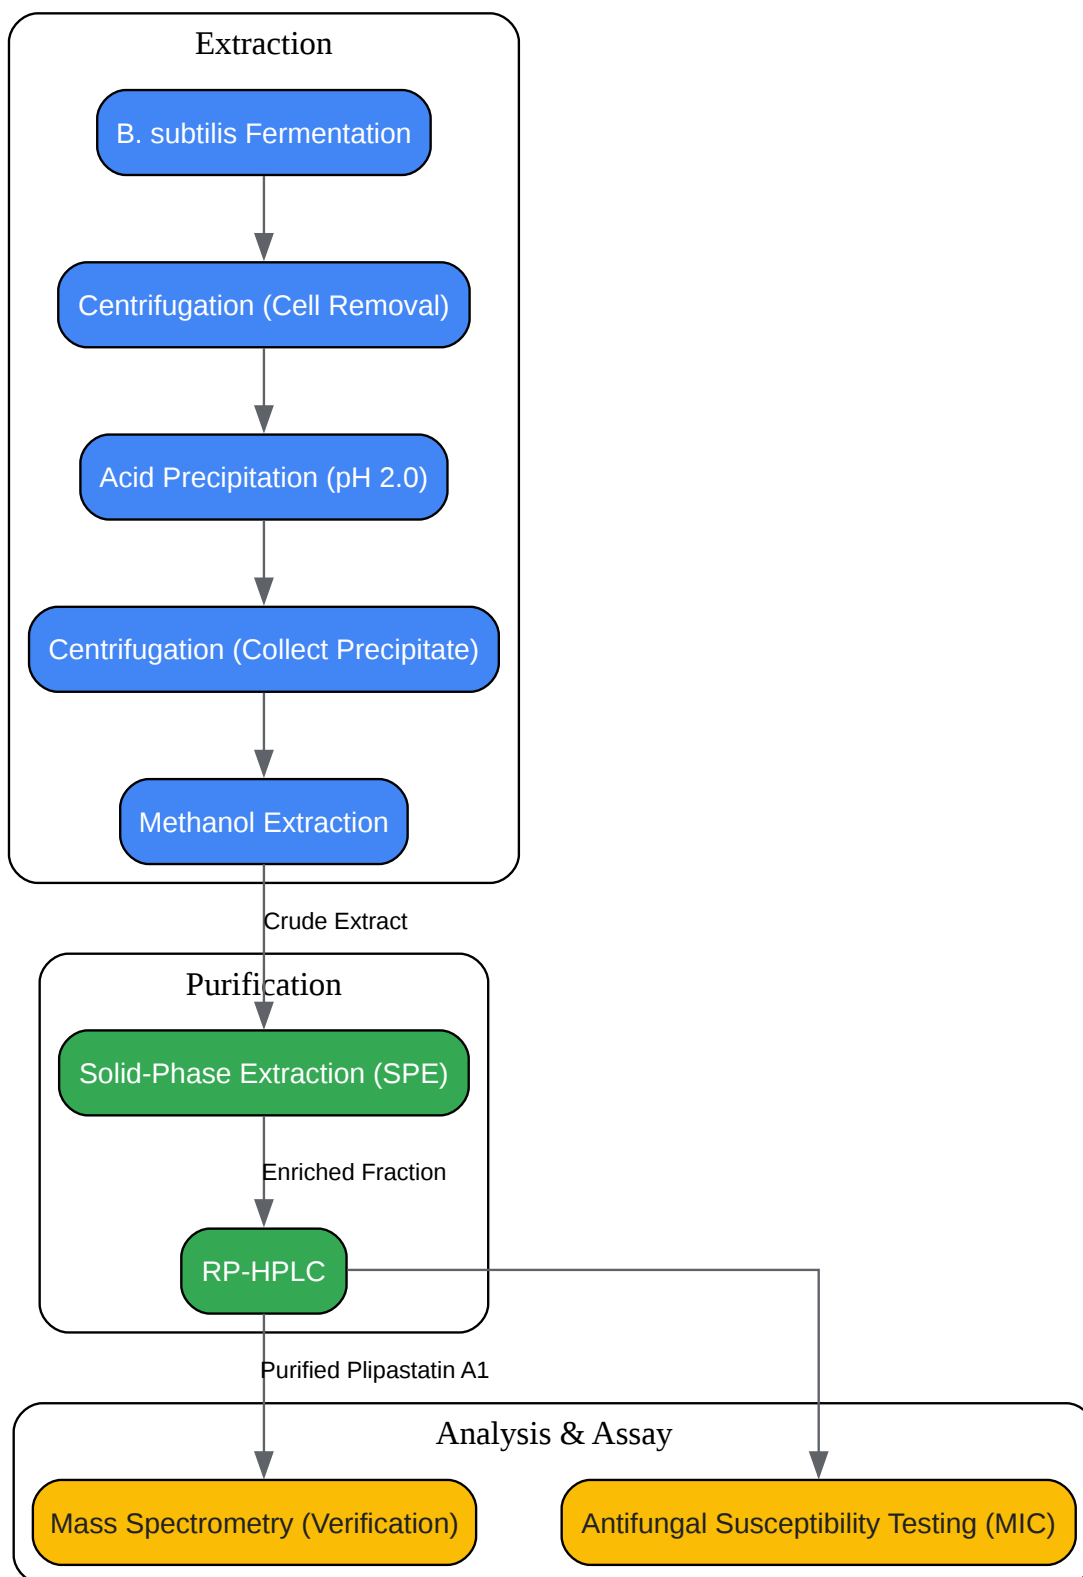 Extraction
B. subtilis Fermentation
Centrifugation (Cell Removal)
Acid Precipitation (pH 2.0)
Centrifugation (Collect Precipitate)
Methanol Extraction
Crude Extract
Purification
Solid-Phase Extraction (SPE)
Enriched Fraction
RP-HPLC
Purified Plipastatin A1
Analysis & Assay
Mass Spectrometry (Verification)
Antifungal Susceptibility Testing (MIC)